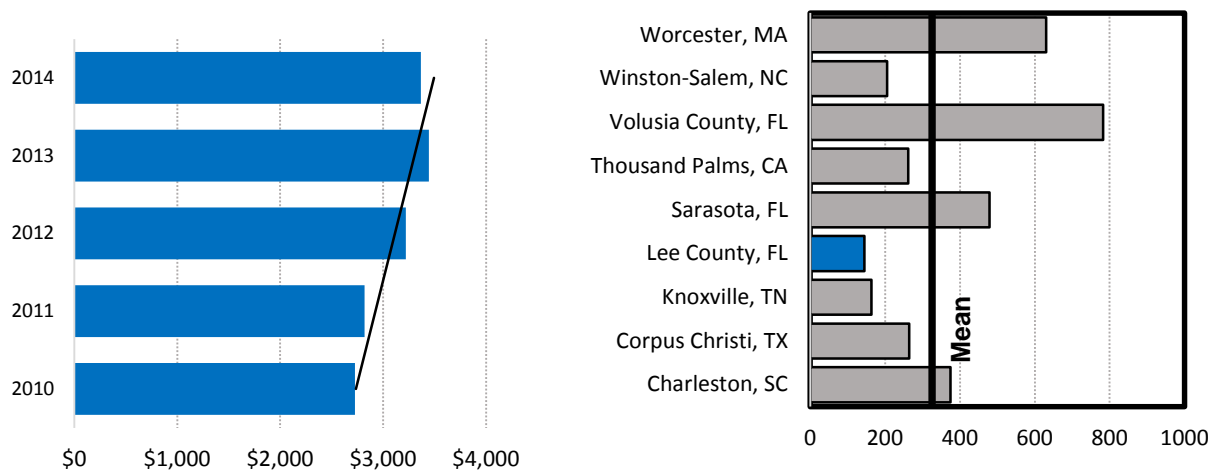 2014
2013
2012
2011
2010
$0 $1,000 $2,000 $3,000 $4,000
Worcester, MA
Winston-Salem, NC
Volusia County, FL
Thousand Palms, CA
Sarasota, FL
Lee County, FL
Knoxville, TN
Corpus Christi, TX
Charleston, SC
Mean
0 200 400 600 800 1000